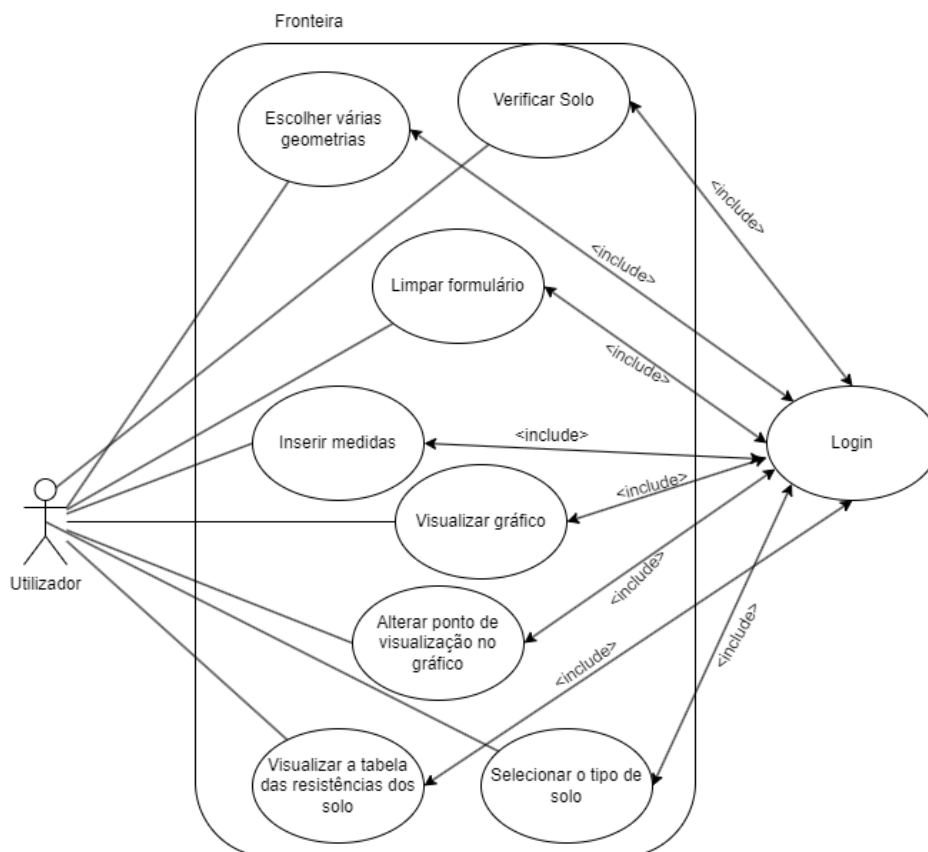 Fronteira
Verificar Solo
Escolher várias
geometrias
<include>
<include>
Limpar formulário
<include>
Inserir medidas
<include>
Login
<include>
Visualizar gráfico
Utilizador
<include>
Alterar ponto de
visualização no
gráfico
<include>
<include>
Visualizar a tabela
das resistências dos
solo
Selecionar o tipo de
solo